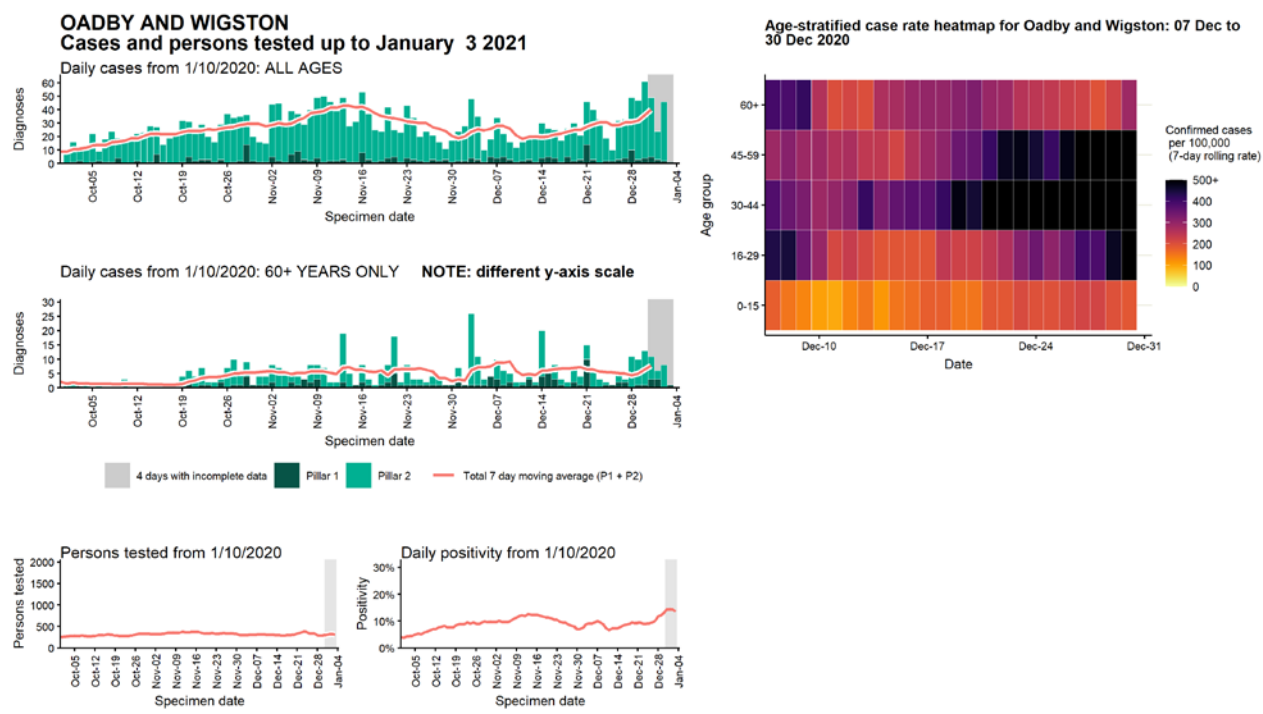 OADBY AND WIGSTON
Cases and persons tested up to January  3 2021
Daily cases from 1/10/2020: ALL AGES
Diagnoses
60
50
40
30
20
10
0
Oct-05
Oct-12
Oct-19
Oct-26
Nov-02
Nov-09
Nov-16
Nov-23
Nov-30
Dec-07
Dec-14
Dec-21
Dec-28
Jan-04
Specimen date
Daily cases from 1/10/2020: 60+ YEARS ONLY NOTE: different y-axis scale
Diagnoses
30
25
20
15
10
5
0
Oct-05
Oct-12
Oct-19
Oct-26
Nov-02
Nov-09
Nov-16
Nov-23
Nov-30
Dec-07
Dec-14
Dec-21
Dec-28
Jan-04
Specimen date
4 days with incomplete data Pillar 1 Pillar 2 Total 7 day moving average (P1 + P2)
Persons tested from 1/10/2020
Persons tested
2000
1500
1000
500
0
Oct-05
Oct-12
Oct-19
Oct-26
Nov-02
Nov-09
Nov-16
Nov-23
Nov-30
Dec-07
Dec-14
Dec-21
Dec-28
Jan-04
Specimen date
Daily positivity from 1/10/2020
Positivity
30%
20%
10%
0%
Oct-05
Oct-12
Oct-19
Oct-26
Nov-02
Nov-09
Nov-16
Nov-23
Nov-30
Dec-07
Dec-14
Dec-21
Dec-28
Jan-04
Specimen date
Age-stratified case rate heatmap for Oadby and Wigston: 07 Dec to
30 Dec 2020
Age group
60+
45-59
30-44
16-29
0-15
Dec-10
Dec-17
Dec-24
Dec-31
Date
Confirmed cases
per 100,000
(7-day rolling rate)
500+
400
300
200
100
0